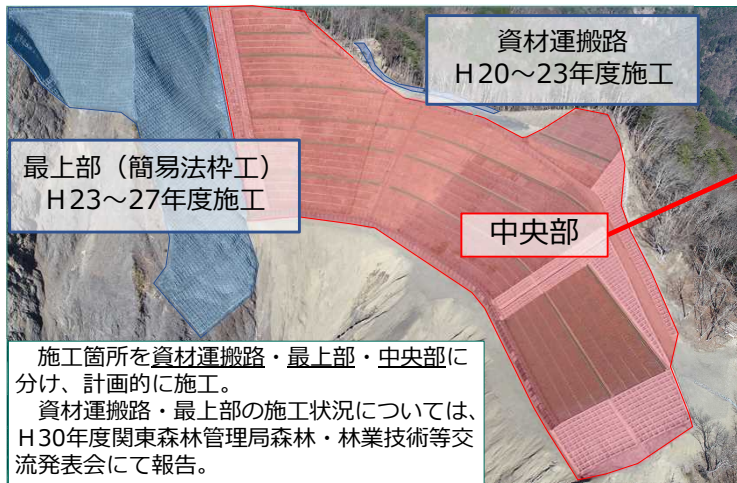 資材運搬路
H20～23年度施工
最上部（簡易法枠工）
H23～27年度施工
中央部
施工箇所を資材運搬路・最上部・中央部に
分け、計画的に施工。
資材運搬路・最上部の施工状況については、
H30年度関東森林管理局森林・林業技術等交
流発表会にて報告。